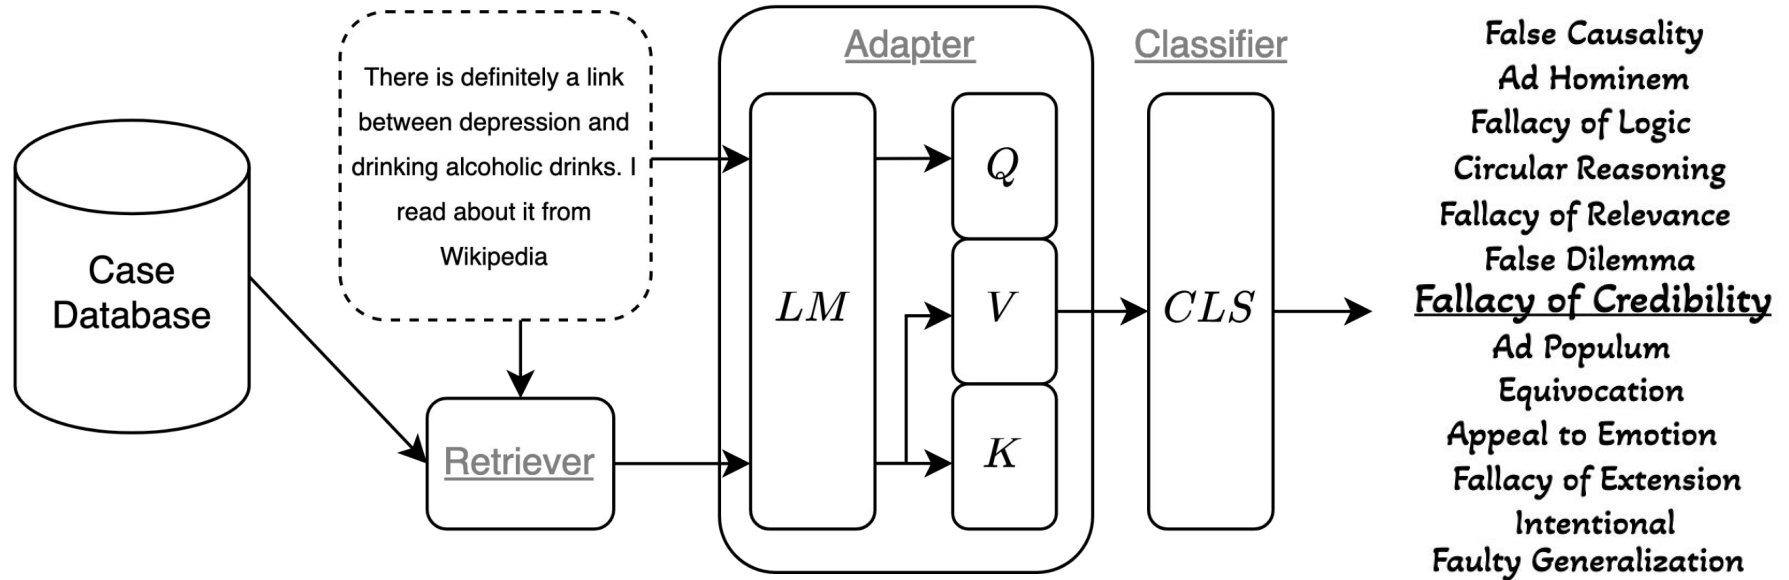 Case
Database
There is definitely a link
between depression and
drinking alcoholic drinks. I
read about it from
Wikipedia
Retriever
Adapter
LM
Q
V
K
Classifier
CLS
False Causality
Ad Hominem
Fallacy of Logic
Circular Reasoning
Fallacy of Relevance
False Dilemma
Fallacy of Credibility
Ad Populum
Equivocation
Appeal to Emotion
Fallacy of Extension
Intentional
Faulty Generalization